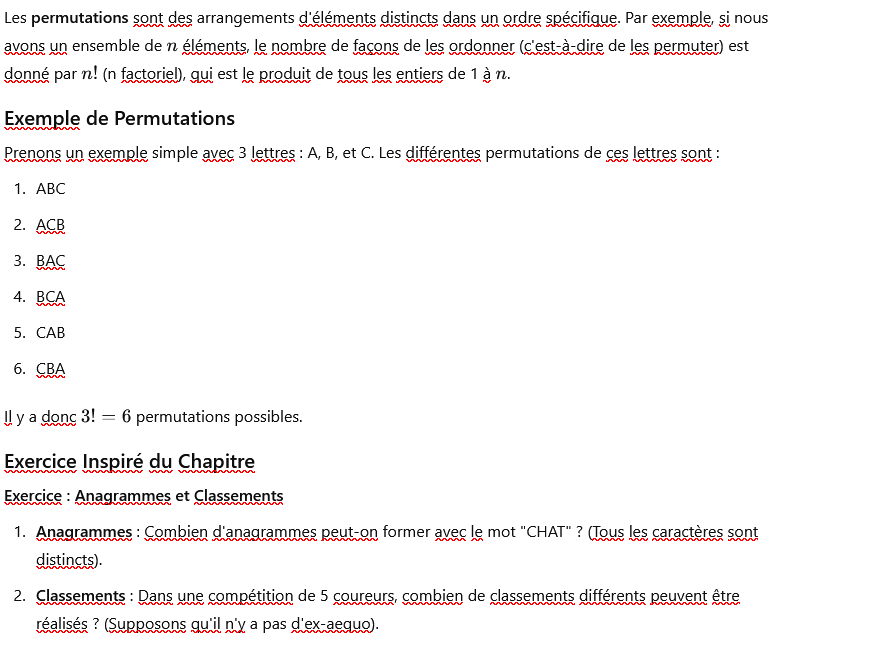 Les permutations sont des arrangements d'éléments distincts dans un ordre spécifique. Par exemple, si nous
avons un ensemble de n éléments, le nombre de façons de les ordonner (c'est-à-dire de les permuter) est
donné par n! (n factoriel), qui est le produit de tous les entiers de 1 à n.
Exemple de Permutations
Prenons un exemple simple avec 3 lettres : A, B, et C. Les différentes permutations de ces lettres sont :
1. ABC
2. ACB
3. BAC
4. BCA
5. CAB
6. CBA
Il y a donc 3! = 6 permutations possibles.
Exercice Inspiré du Chapitre
Exercice : Anagrammes et Classements
1. Anagrammes : Combien d'anagrammes peut-on former avec le mot "CHAT" ? (Tous les caractères sont
distincts).
2. Classements : Dans une compétition de 5 coureurs, combien de classements différents peuvent être
réalisés ? (Supposons qu'il n'y a pas d'ex-aequo).